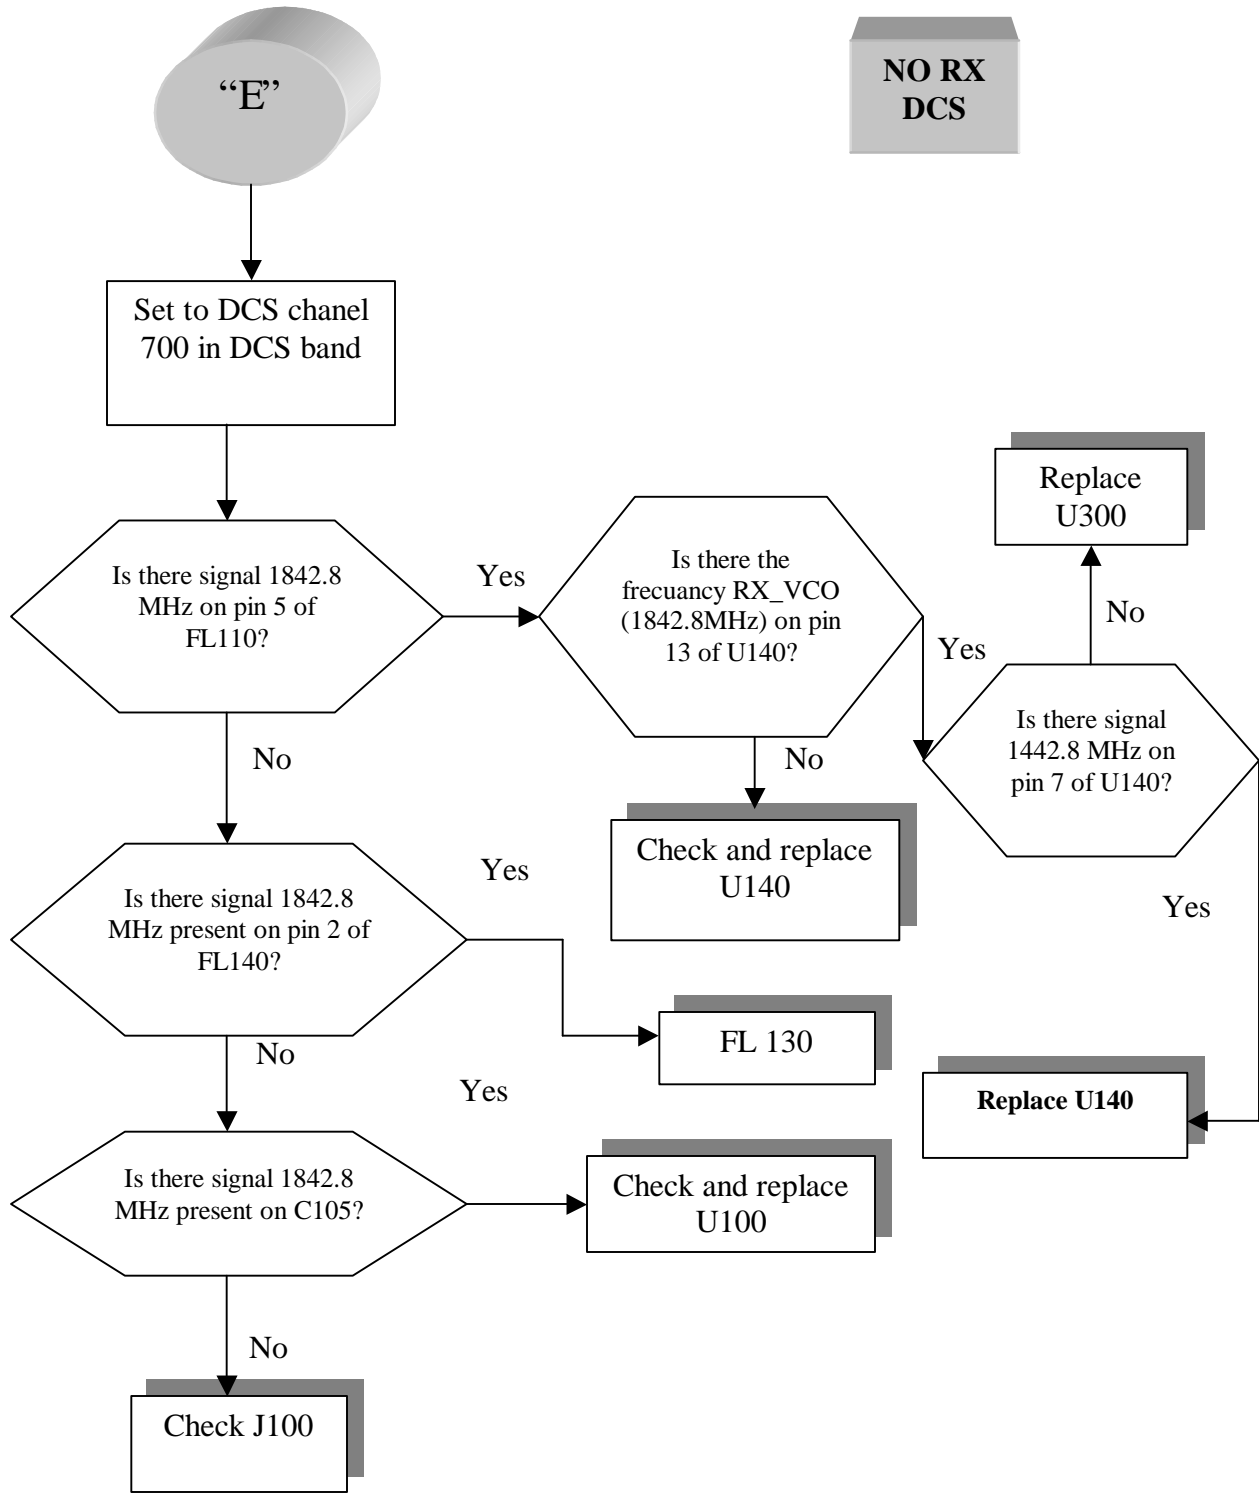 “E”
NO RX
DCS
Set to DCS chanel
700 in DCS band
Is there signal 1842.8
MHz on pin 5 of
FL110?
Yes
Is there the
frecuancy RX_VCO
(1842.8MHz) on pin
13 of U140?
Yes
Replace
U300
No
Is there signal
1442.8 MHz on
pin 7 of U140?
No
No
Check and replace
U140
Yes
Is there signal 1842.8
MHz present on pin 2 of
FL140?
Yes
FL 130
No
Replace U140
Yes
Is there signal 1842.8
MHz present on C105?
Check and replace
U100
No
Check J100